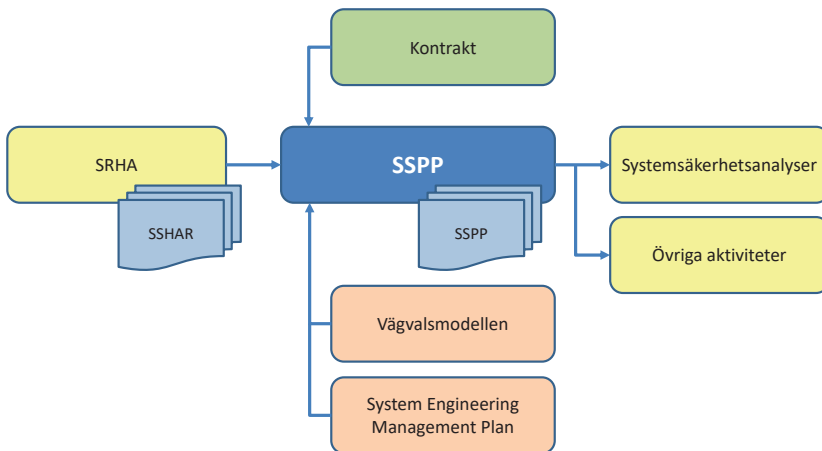 Kontrakt
SRHA
SSPP
Systemsäkerhetsanalyser
SSHAR
SSPP
Övriga aktiviteter
Vägvalsmodellen
System Engineering
Management Plan